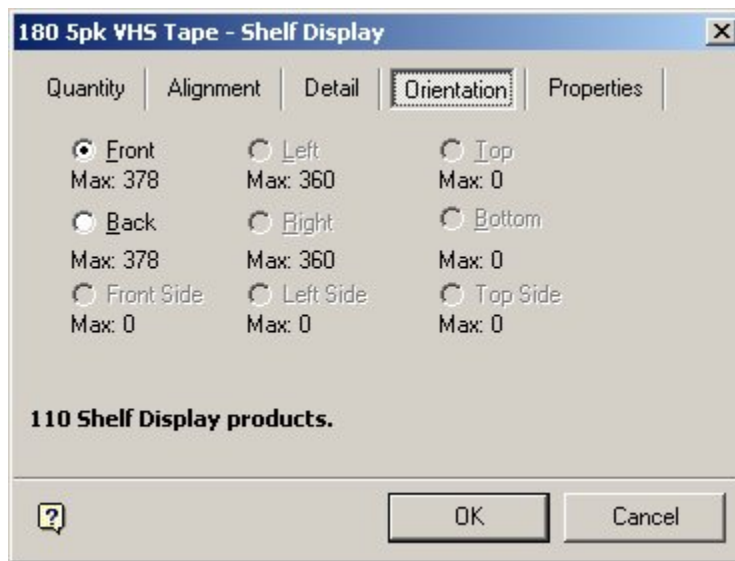 180 5pk VHS Tape - Shelf Display
Quantity Alignment Detail Orientation Properties
Front Left Top
Max: 378 Max: 360 Max: 0
Back Right Bottom
Max: 378 Max: 360 Max: 0
Front Side Left Side Top Side
Max: 0 Max: 0 Max: 0
110 Shelf Display products.
OK Cancel